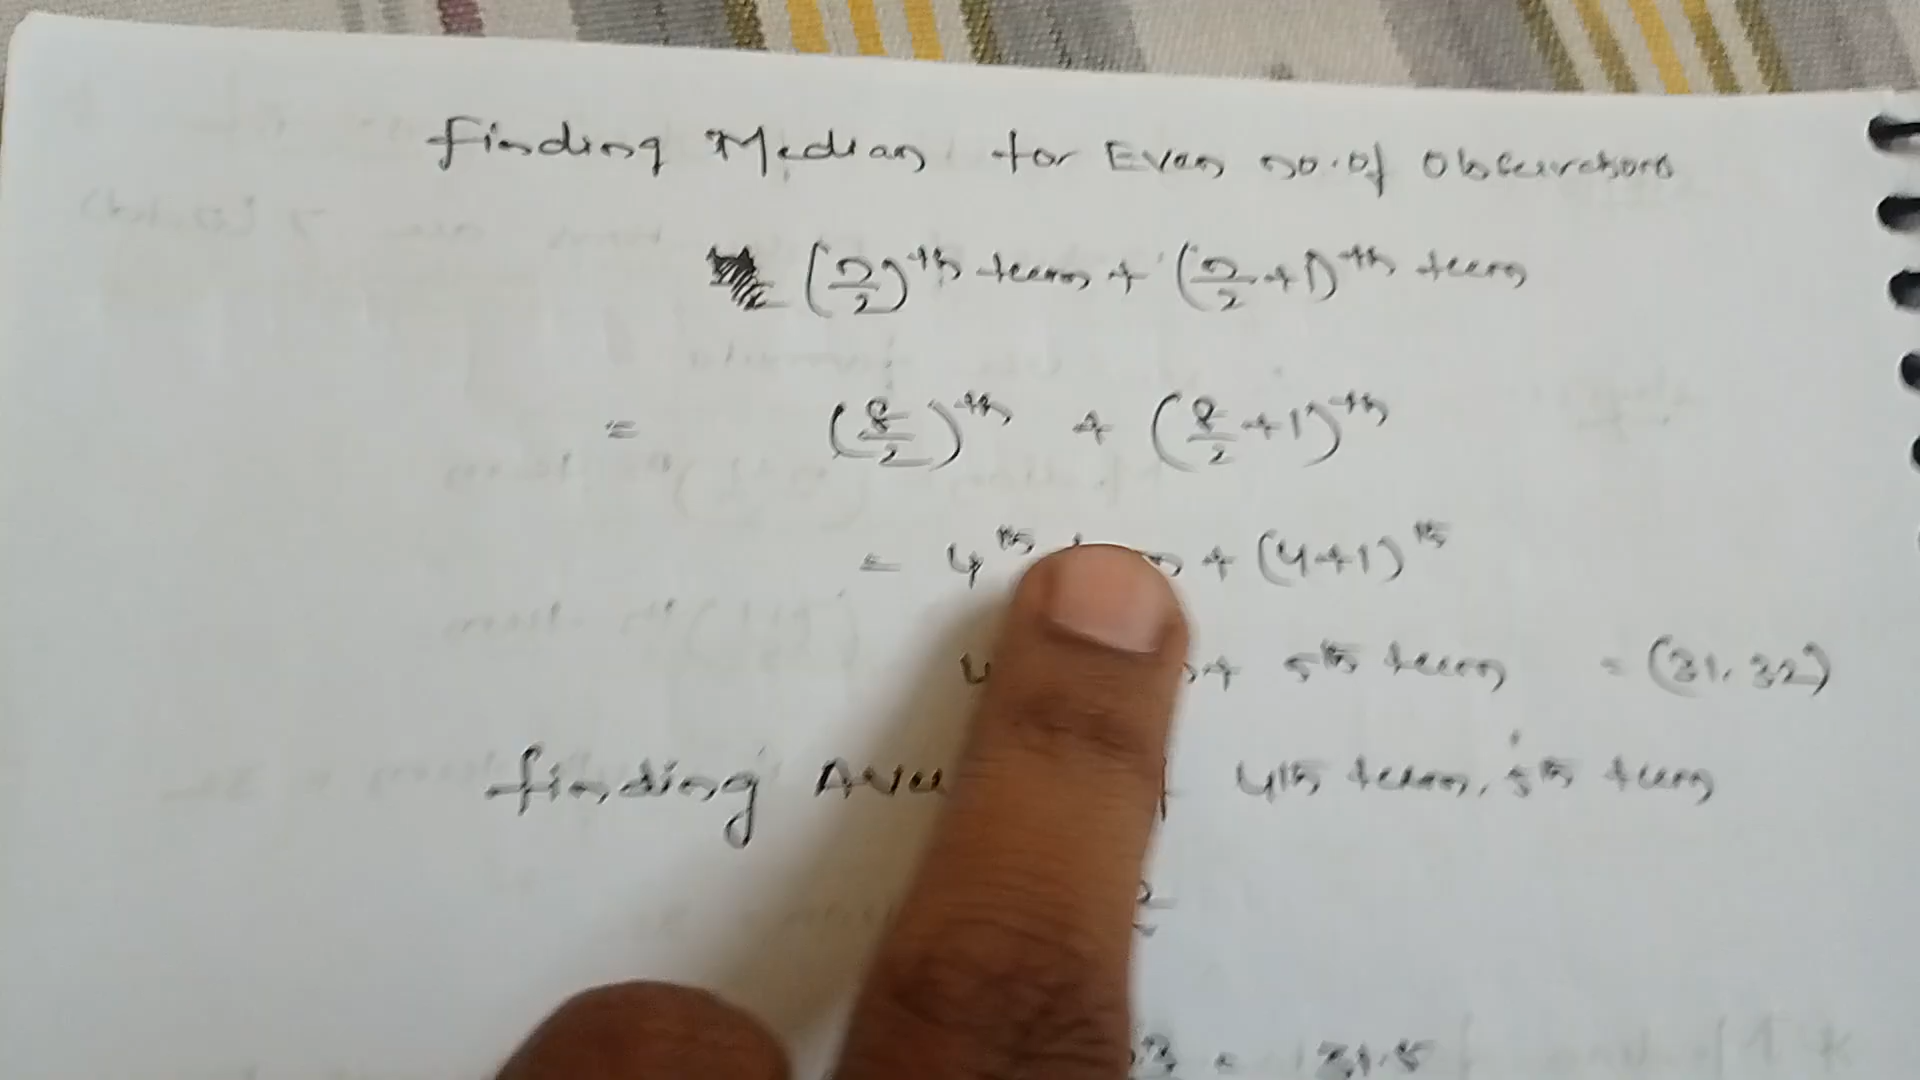 Finding Median for Even no. of Observations
(n/2)th term + (n/2 +1)th term
= (8/2)th + (8/2 +1)th
= 4th + (4+1)th
+ 5th term = (31, 32)
finding 4th term, 5th term
2
= 31.5